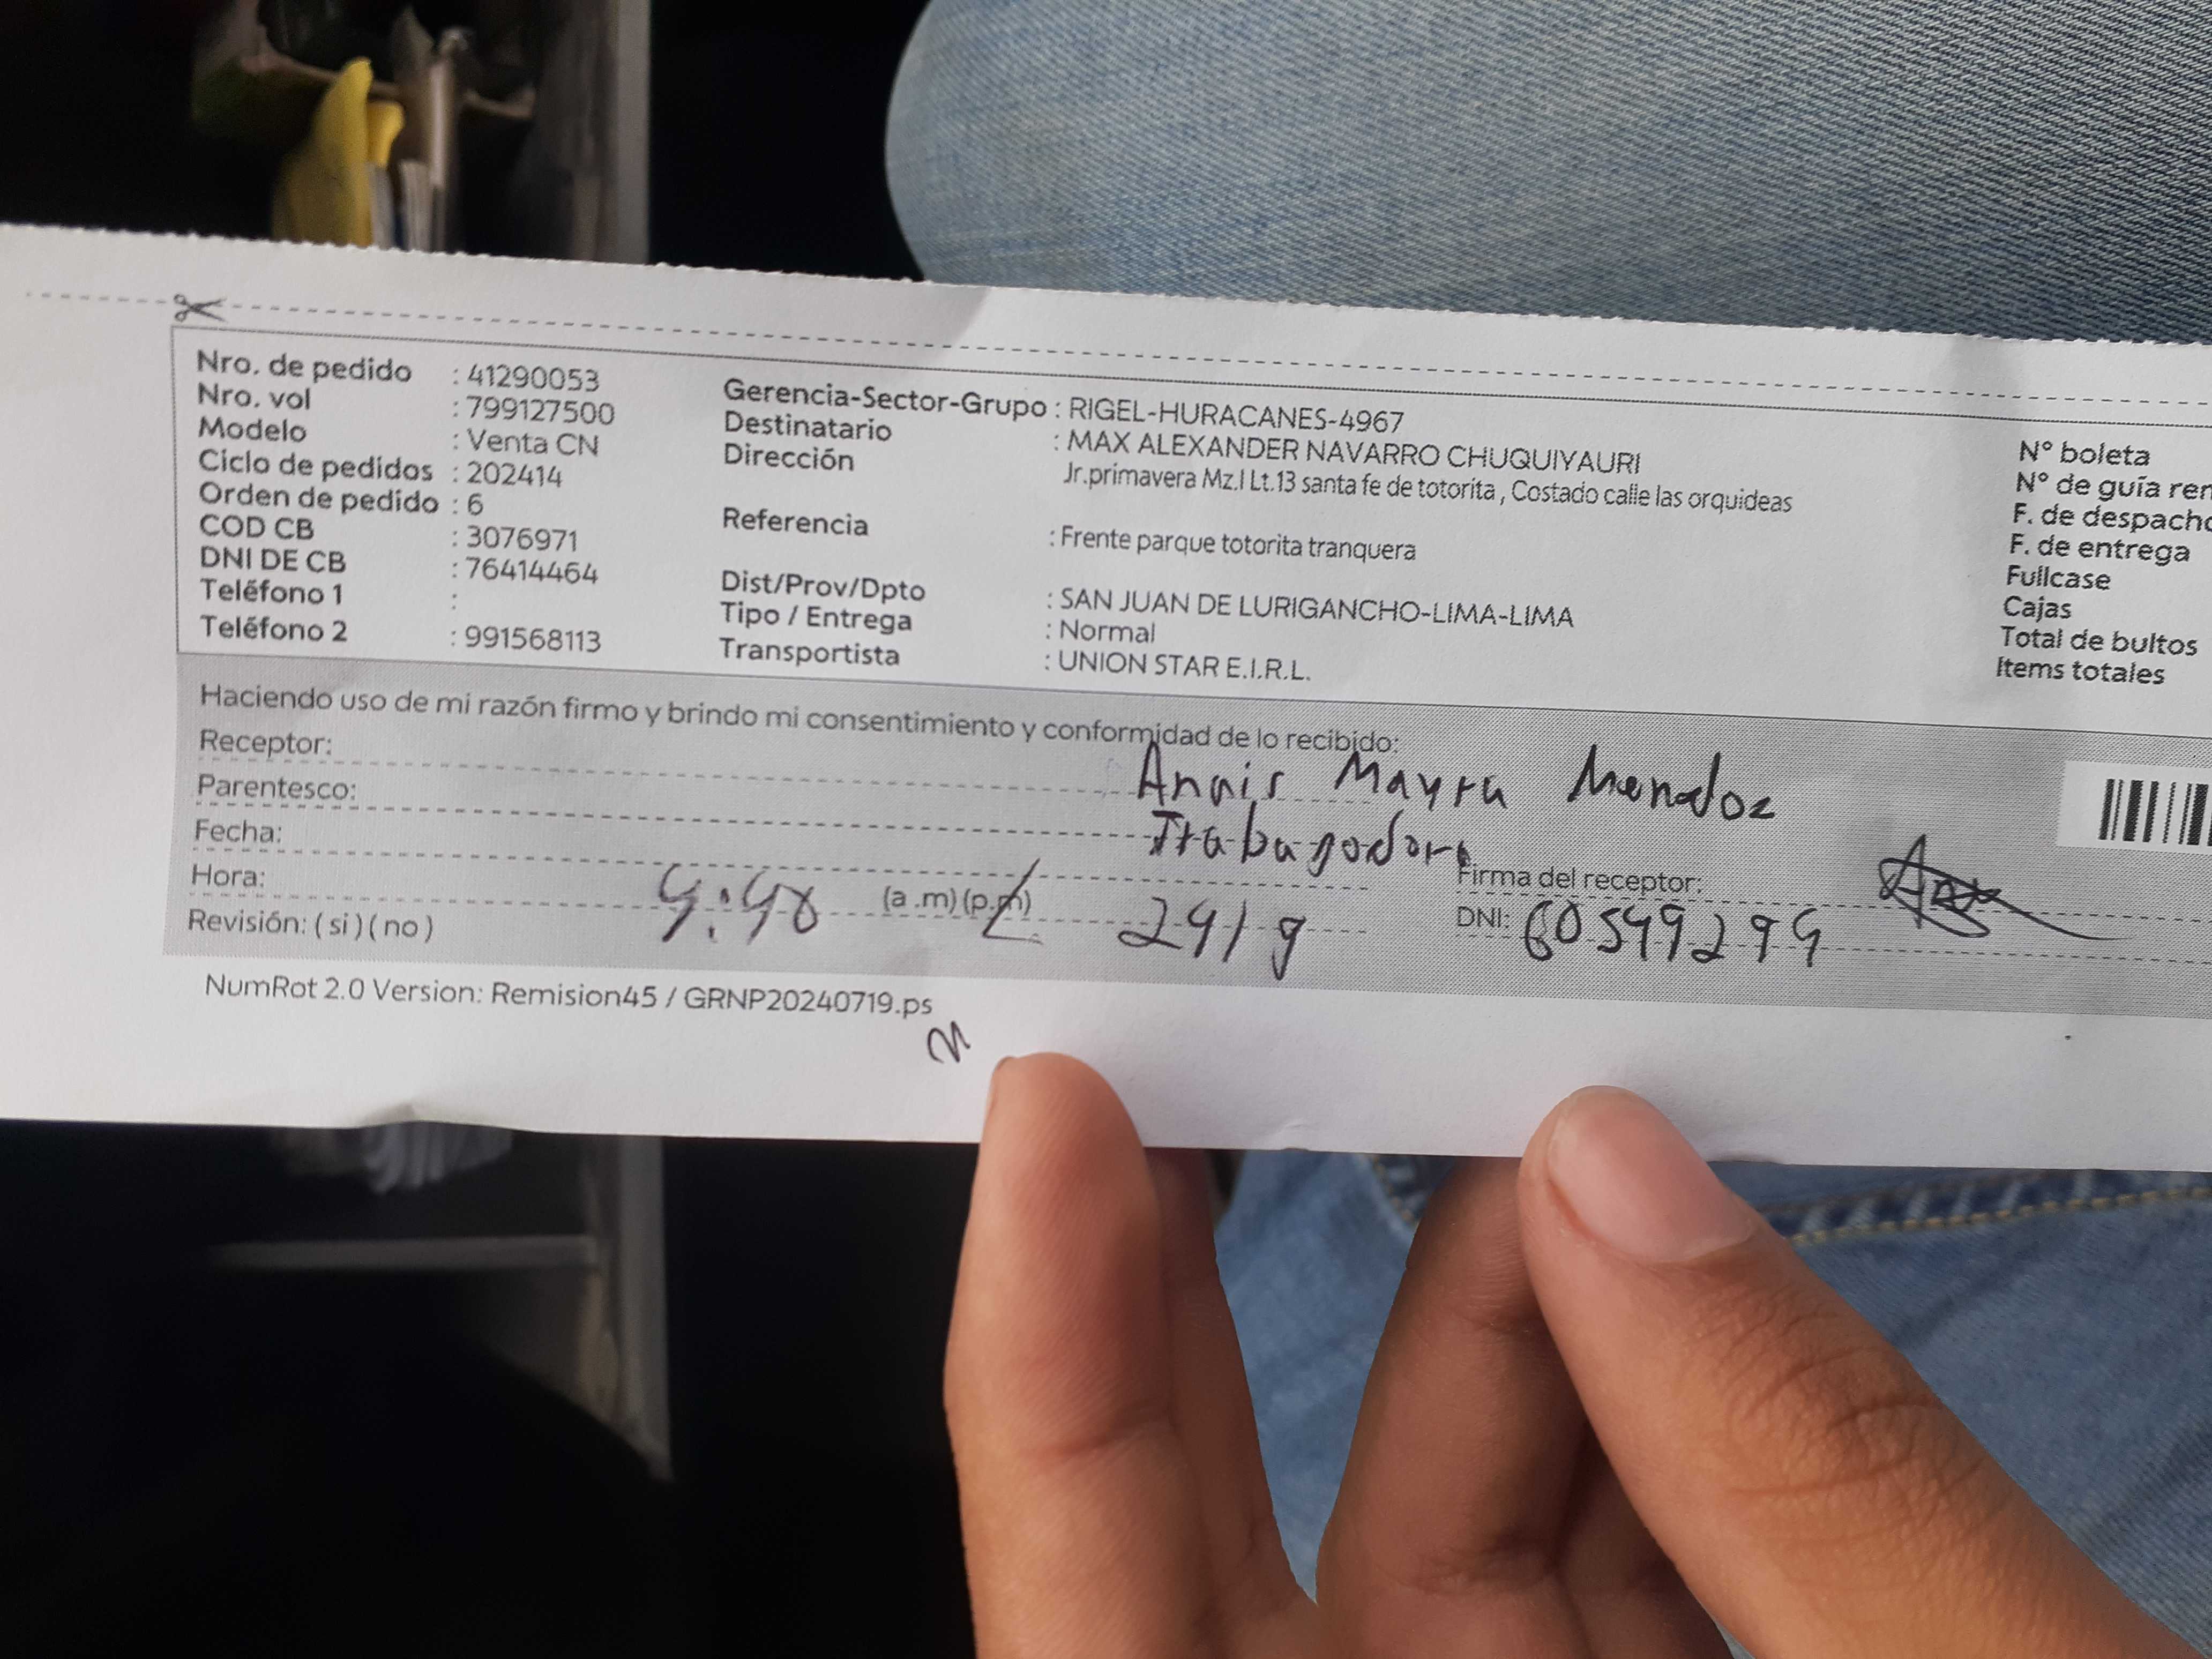 Nro. de pedido : 41290053
Nro. vol : 799127500
Modelo : Venta CN
Ciclo de pedidos : 202414
Orden de pedido : 6
COD CB : 3076971
DNI DE CB : 76414464
Teléfono 1 :
Teléfono 2 : 991568113
Gerencia-Sector-Grupo : RIGEL-HURACANES-4967
Destinatario : MAX ALEXANDER NAVARRO CHUQUIYAURI
Dirección Jr.primavera Mz.I Lt.13 santa fe de totorita , Costado calle las orquideas
Referencia : Frente parque totorita tranquera
Dist/Prov/Dpto : SAN JUAN DE LURIGANCHO-LIMA-LIMA
Tipo / Entrega : Normal
Transportista : UNION STAR E.I.R.L.
N° boleta
N° de guía rem
F. de despacho
F. de entrega
Fullcase
Cajas
Total de bultos
Items totales
Haciendo uso de mi razón firmo y brindo mi consentimiento y conformidad de lo recibido:
Receptor: Anais Mayra Mendoz
Parentesco: Trabagodora
Fecha:
Hora: (a .m) (p.m)
Firma del receptor:
Revisión: ( si ) ( no )
DNI:
NumRot 2.0 Version: Remision45 / GRNP20240719.ps